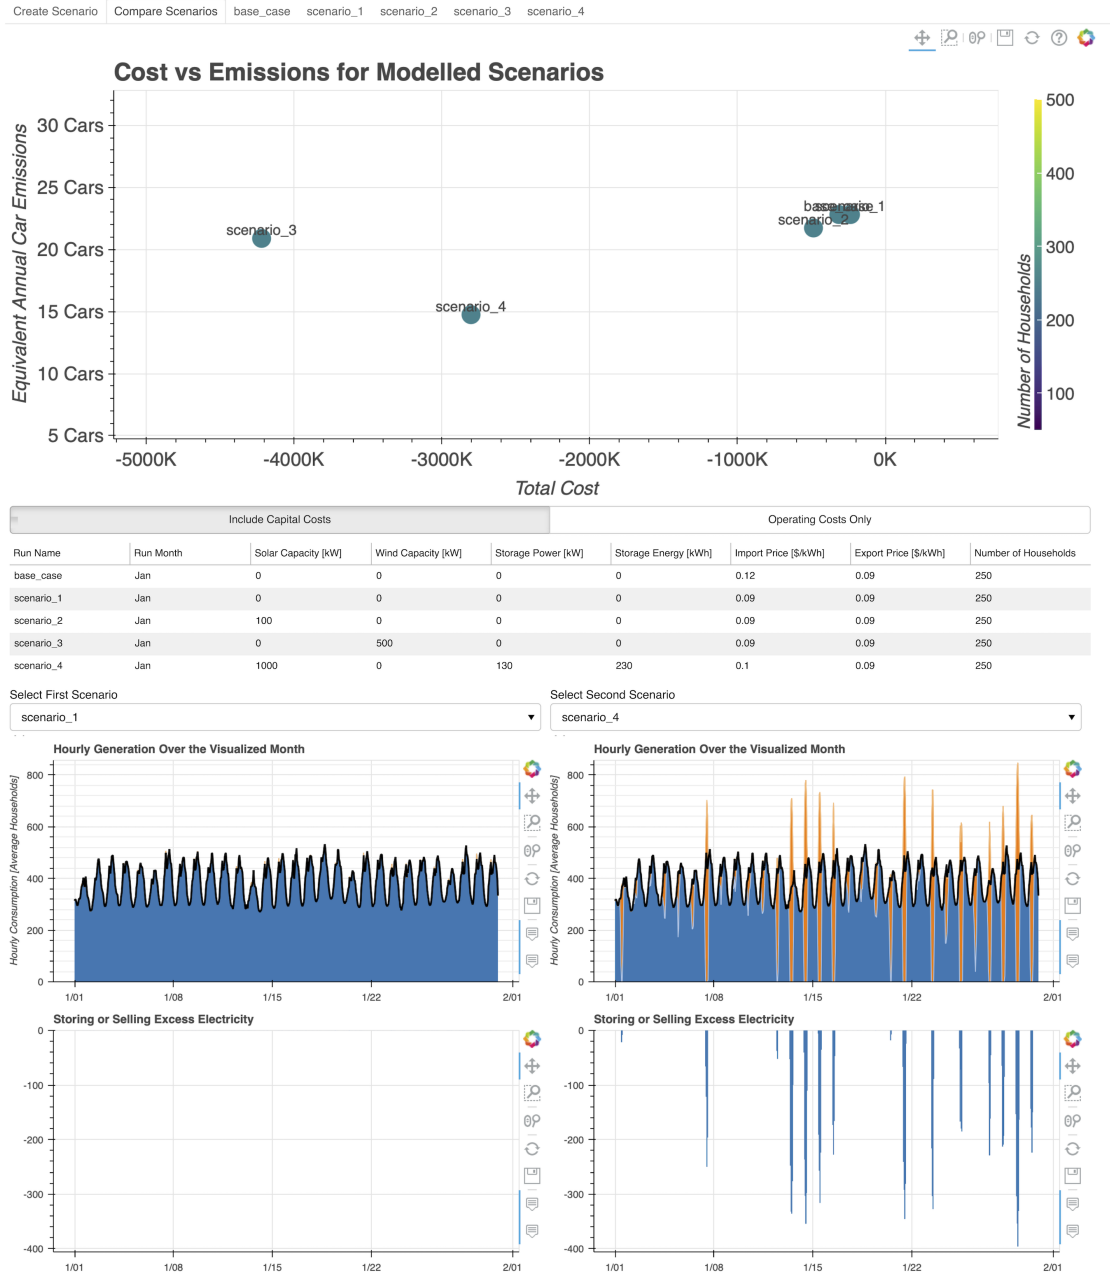 Create Scenario Compare Scenarios base_case scenario_1 scenario_2 scenario_3 scenario_4
Cost vs Emissions for Modelled Scenarios
Equivalent Annual Car Emissions
30 Cars
25 Cars
20 Cars
15 Cars
10 Cars
5 Cars
base_case scenario_1
scenario_2
scenario_3
scenario_4
-5000K -4000K -3000K -2000K -1000K 0K
Total Cost
Number of Households
500
400
300
200
100
Include Capital Costs Operating Costs Only
Run Name Run Month Solar Capacity [kW] Wind Capacity [kW] Storage Power [kW] Storage Energy [kWh] Import Price [$/kWh] Export Price [$/kWh] Number of Households
base_case Jan 0 0 0 0 0.12 0.09 250
scenario_1 Jan 0 0 0 0 0.09 0.09 250
scenario_2 Jan 100 0 0 0 0.09 0.09 250
scenario_3 Jan 0 500 0 0 0.09 0.09 250
scenario_4 Jan 1000 0 130 230 0.1 0.09 250
Select First Scenario
scenario_1
Select Second Scenario
scenario_4
Hourly Generation Over the Visualized Month
Hourly Consumption [Average Households]
800
600
400
200
0
1/01 1/08 1/15 1/22 2/01
Hourly Generation Over the Visualized Month
Hourly Consumption [Average Households]
800
600
400
200
0
1/01 1/08 1/15 1/22 2/01
Storing or Selling Excess Electricity
0
-100
-200
-300
-400
1/01 1/08 1/15 1/22 2/01
Storing or Selling Excess Electricity
0
-100
-200
-300
-400
1/01 1/08 1/15 1/22 2/01